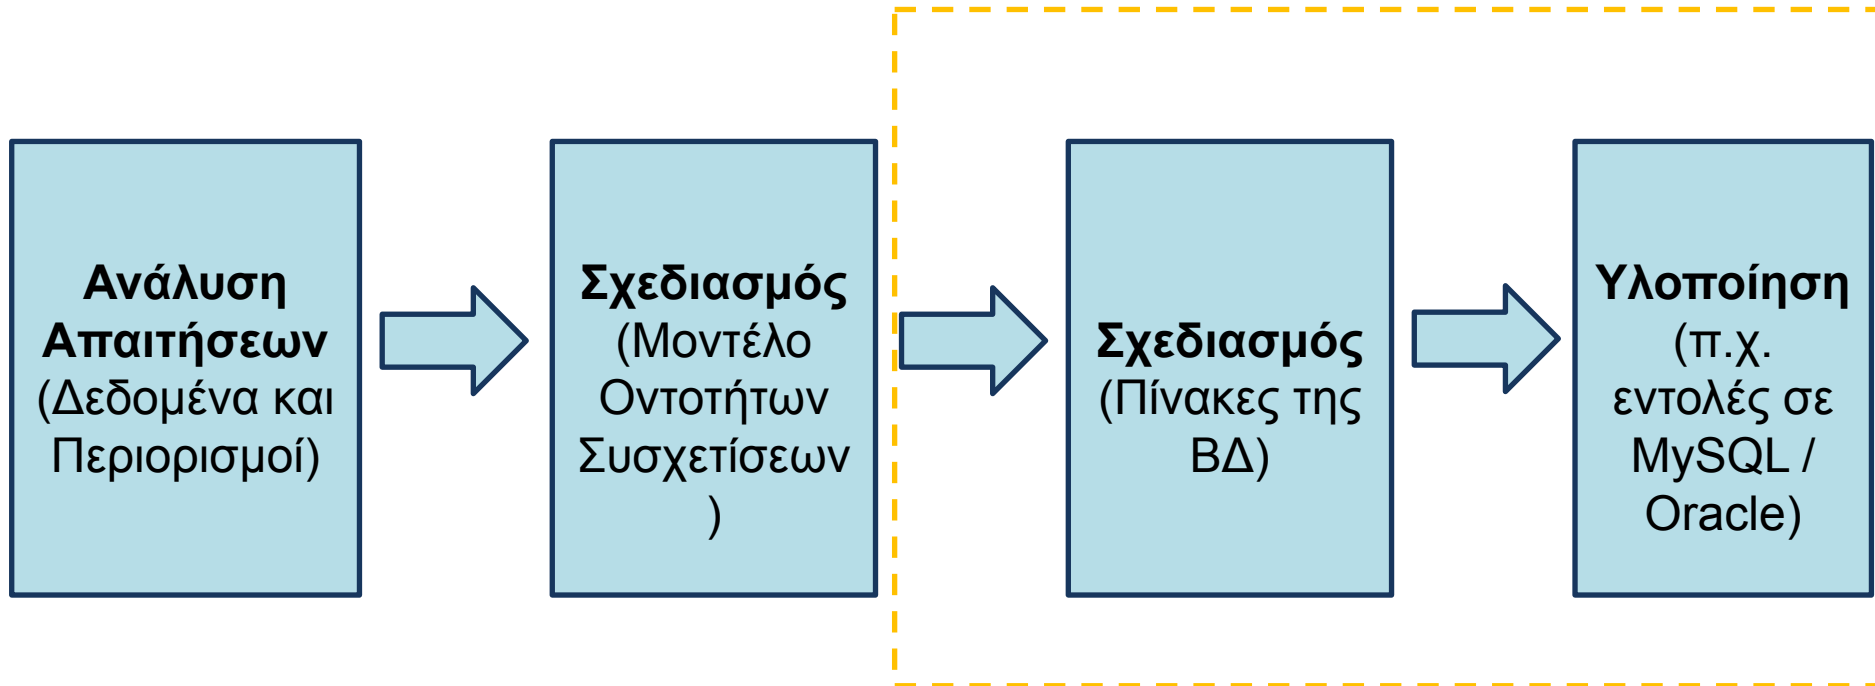 Ανάλυση
Απαιτήσεων
(Δεδομένα και
Περιορισμοί)
Σχεδιασμός
(Μοντέλο
Οντοτήτων
Συσχετίσεων
)
Σχεδιασμός
(Πίνακες της
ΒΔ)
Υλοποίηση
(π.χ.
εντολές σε
MySQL /
Oracle)